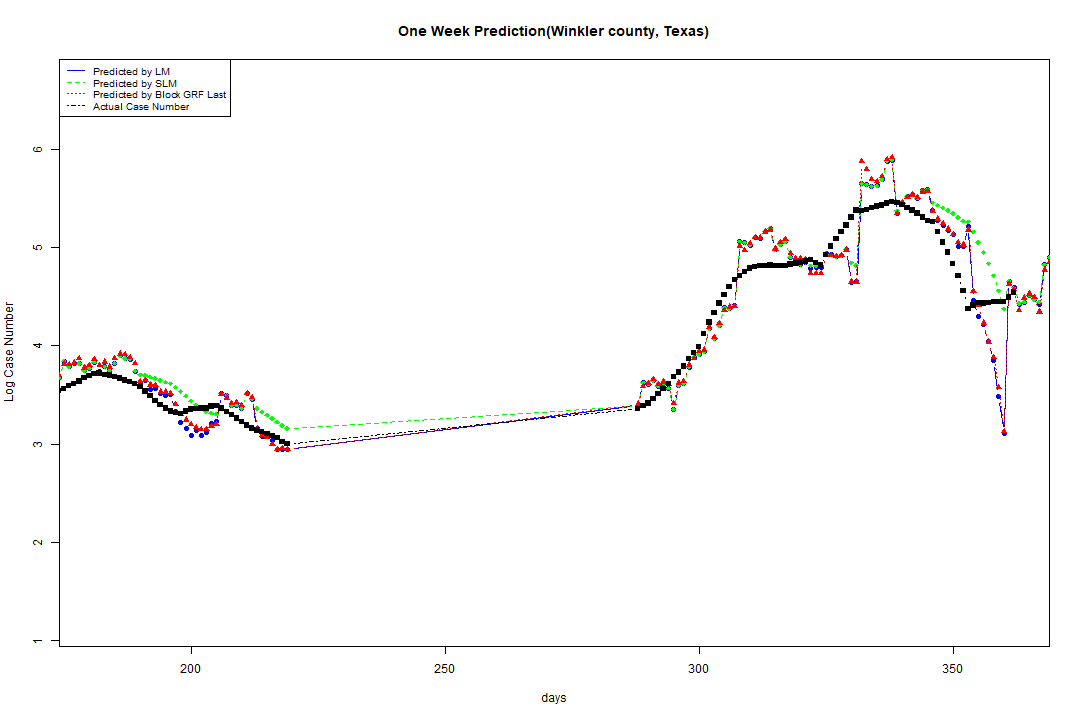 One Week Prediction(Winkler county, Texas)
Predicted by LM
Predicted by SLM
Predicted by Block GRF Last
Actual Case Number
Log Case Number
6
5
4
3
2
1
200
250
300
350
days